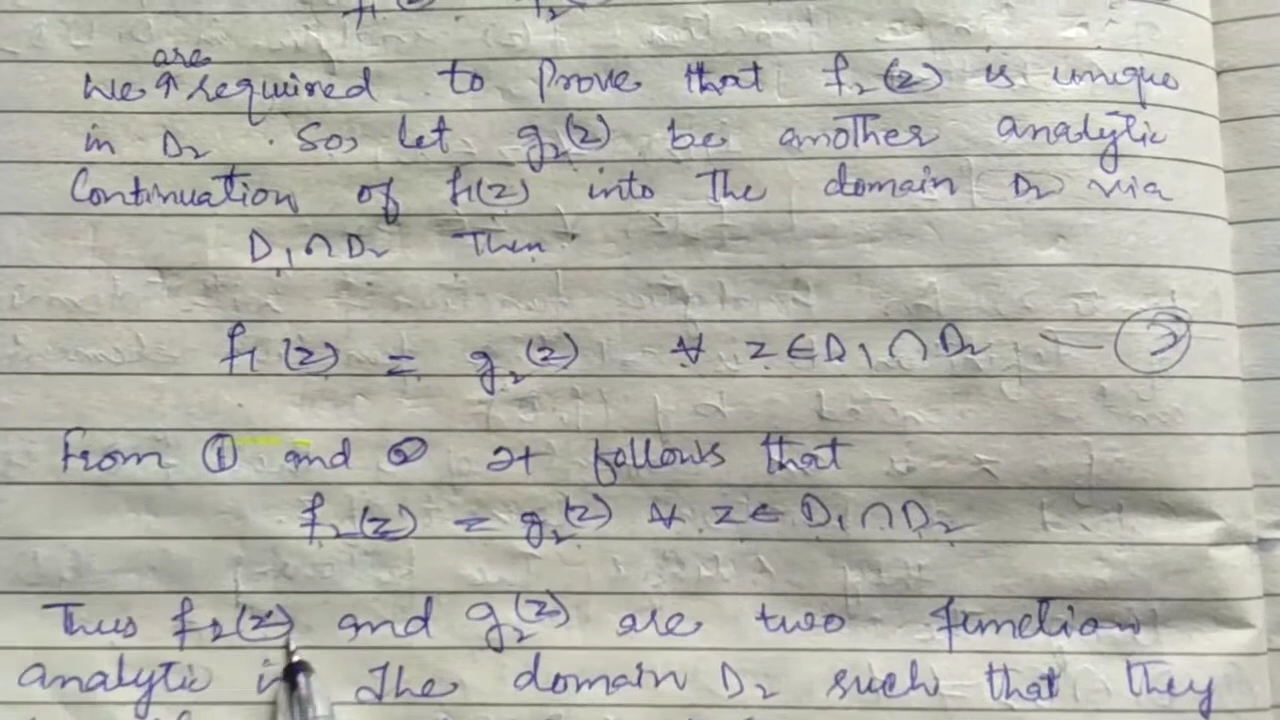 We are required to prove that f₂(z) is unique
in D₂. So, let g₂(z) be another analytic
Continuation of f₁(z) into the domain D₂ via
D₁∩D₂ Then
f₁(z) = g₂(z) ∀ z∈D₁∩D₂ — ②
From ① and ② It follows that
f₂(z) = g₂(z) ∀ z∈D₁∩D₂
Thus f₂(z) and g₂(z) are two function
analytic in the domain D₂ such that they